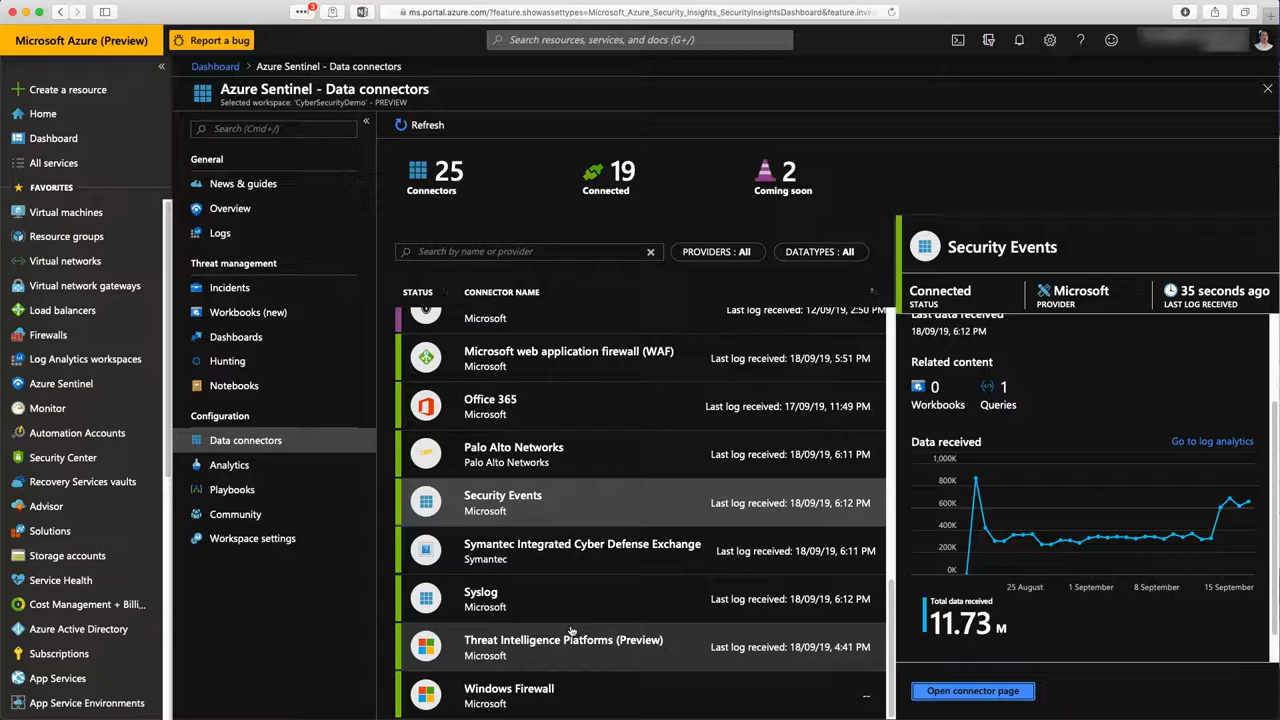 ms.portal.azure.com/?feature.showassettypes=Microsoft_Azure_Security_Insights_SecurityInsightsDashboard&feature.inve
3
Microsoft Azure (Preview)
Report a bug
Search resources, services, and docs (G+/)
Create a resource
Home
Dashboard
All services
FAVORITES
Virtual machines
Resource groups
Virtual networks
Virtual network gateways
Load balancers
Firewalls
Log Analytics workspaces
Azure Sentinel
Monitor
Automation Accounts
Security Center
Recovery Services vaults
Advisor
Solutions
Storage accounts
Service Health
Cost Management + Billi...
Azure Active Directory
Subscriptions
App Services
App Service Environments
Dashboard > Azure Sentinel - Data connectors
Azure Sentinel - Data connectors
Selected workspace: 'CyberSecurityDemo' - PREVIEW
Search (Cmd+/)
General
News & guides
Overview
Logs
Threat management
Incidents
Workbooks (new)
Dashboards
Hunting
Notebooks
Configuration
Data connectors
Analytics
Playbooks
Community
Workspace settings
Refresh
25
Connectors
19
Connected
2
Coming soon
Search by name or provider
PROVIDERS : All
DATATYPES : All
STATUS
CONNECTOR NAME
Microsoft
Last log received: 12/09/19, 2:50 PM
Microsoft web application firewall (WAF)
Microsoft
Last log received: 18/09/19, 5:51 PM
Office 365
Microsoft
Last log received: 17/09/19, 11:49 PM
Palo Alto Networks
Palo Alto Networks
Last log received: 18/09/19, 6:11 PM
Security Events
Microsoft
Last log received: 18/09/19, 6:12 PM
Symantec Integrated Cyber Defense Exchange
Symantec
Last log received: 18/09/19, 6:11 PM
Syslog
Microsoft
Last log received: 18/09/19, 6:12 PM
Threat Intelligence Platforms (Preview)
Microsoft
Last log received: 18/09/19, 4:41 PM
Windows Firewall
Microsoft
--
Security Events
Connected
STATUS
Microsoft
PROVIDER
35 seconds ago
LAST LOG RECEIVED
Last data received
18/09/19, 6:12 PM
Related content
0
Workbooks
1
Queries
Data received
Go to log analytics
1,000K
800K
600K
400K
200K
0K
25 August
1 September
8 September
15 September
Total data received
11.73 M
Open connector page